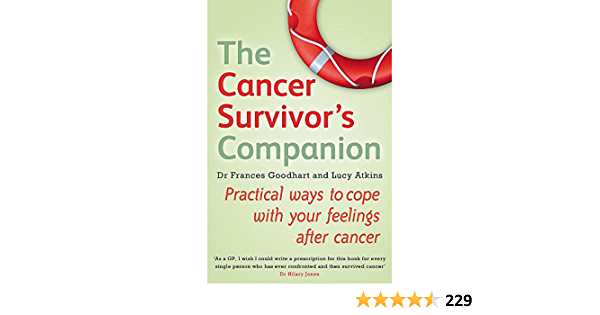 The
Cancer
Survivor's
Companion
Dr Frances Goodhart and Lucy Atkins
Practical ways to cope
with your feelings
after cancer
'As a GP, I wish I could write a prescription for this book for every
single person who has ever confronted and then survived cancer'
Dr Hilary Jones
229